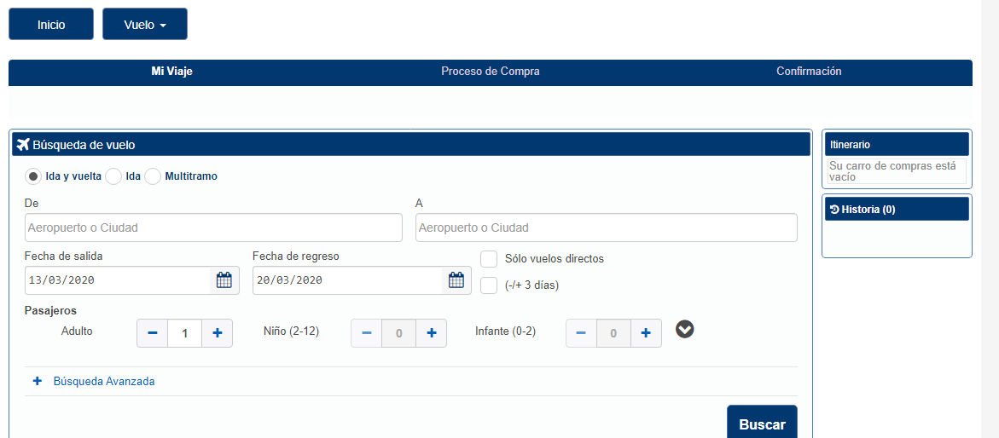 Inicio
Vuelo
Mi Viaje
Proceso de Compra
Confirmación
Búsqueda de vuelo
Ida y vuelta
Ida
Multitramo
De
A
Aeropuerto o Ciudad
Aeropuerto o Ciudad
Fecha de salida
Fecha de regreso
Sólo vuelos directos
13/03/2020
20/03/2020
(-/+ 3 días)
Pasajeros
Adulto
1
Niño (2-12)
0
Infante (0-2)
0
Búsqueda Avanzada
Buscar
Itinerario
Su carro de compras está
vacío
Historia (0)